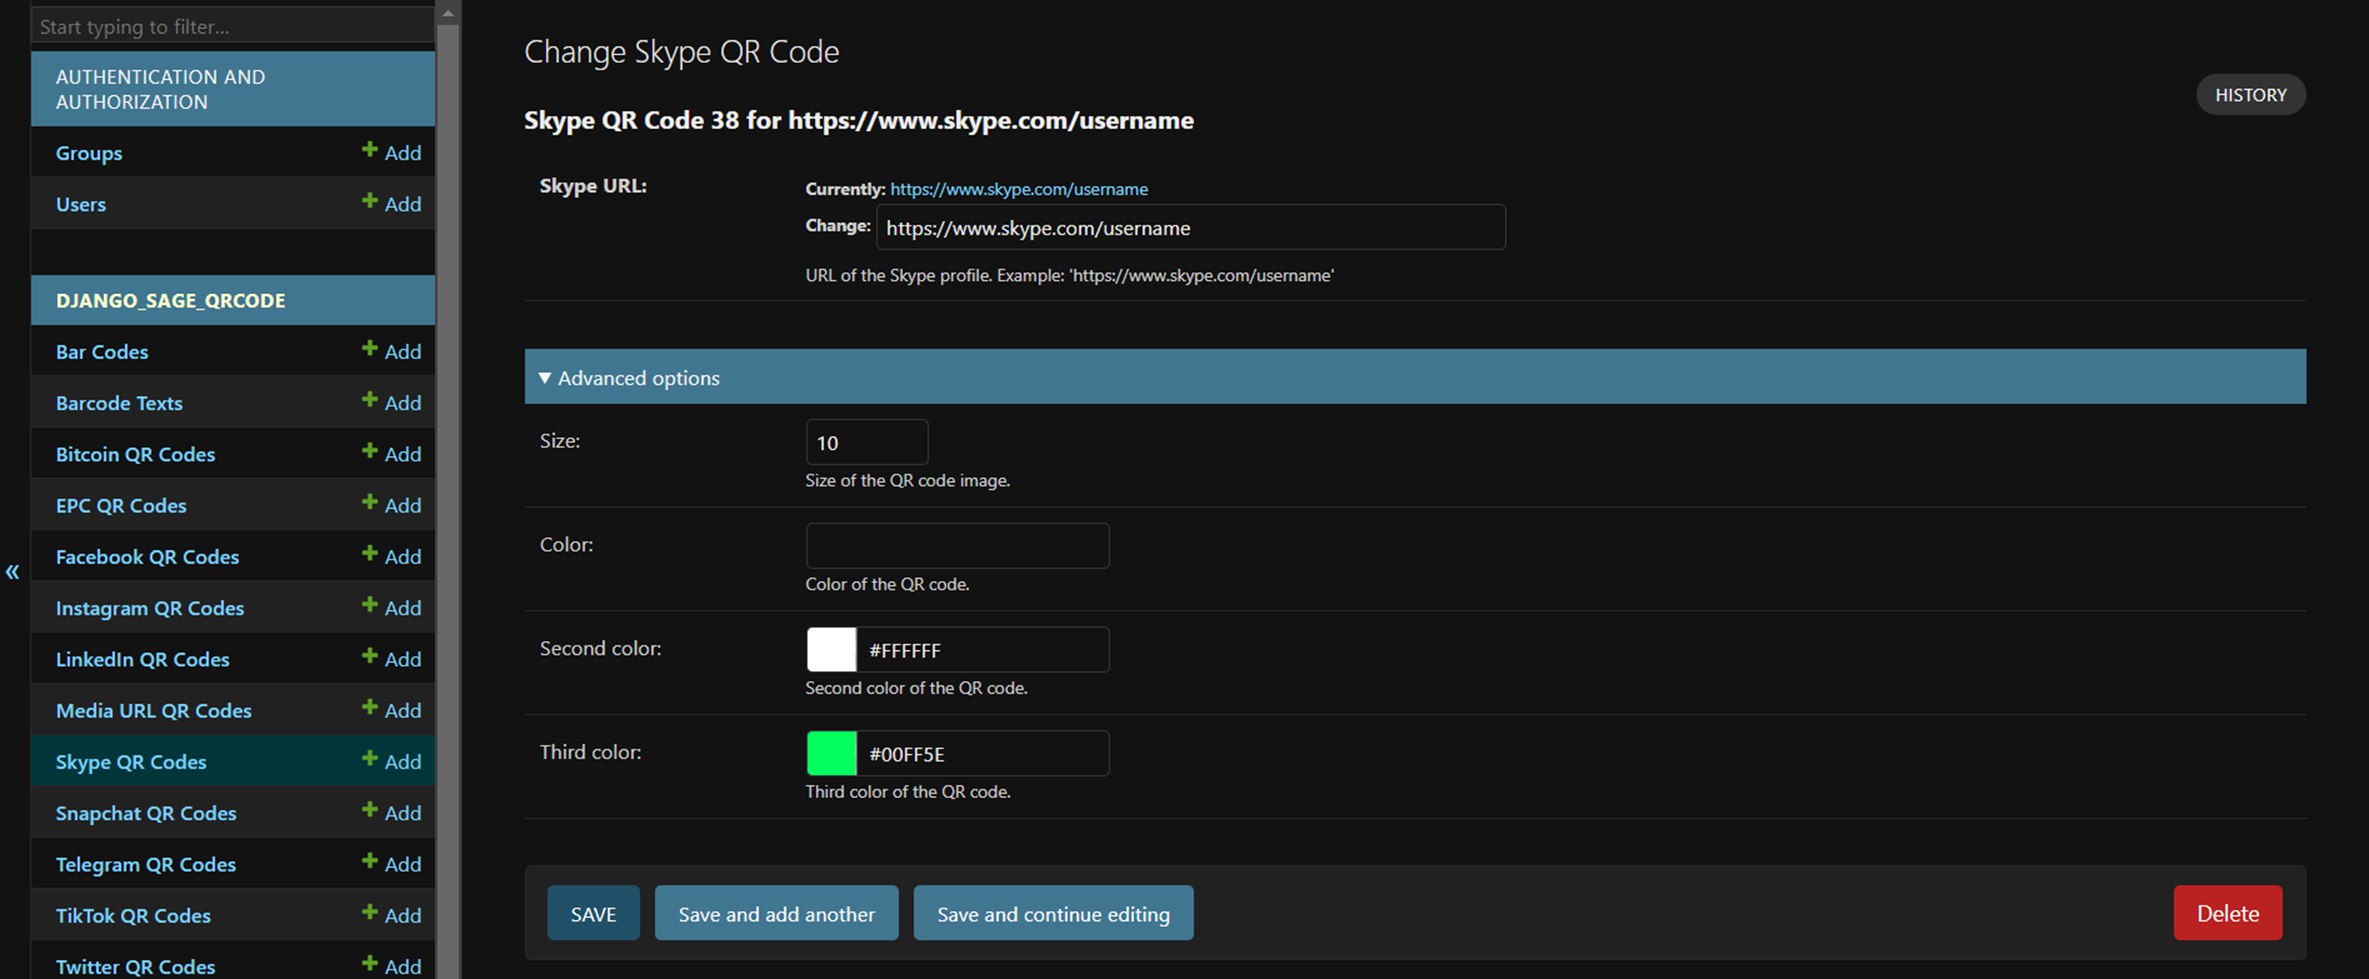 Start typing to filter...
AUTHENTICATION AND
AUTHORIZATION
Groups + Add
Users + Add
DJANGO_SAGE_QRCODE
Bar Codes + Add
Barcode Texts + Add
Bitcoin QR Codes + Add
EPC QR Codes + Add
Facebook QR Codes + Add
Instagram QR Codes + Add
LinkedIn QR Codes + Add
Media URL QR Codes + Add
Skype QR Codes + Add
Snapchat QR Codes + Add
Telegram QR Codes + Add
TikTok QR Codes + Add
Twitter QR Codes + Add
«
Change Skype QR Code
HISTORY
Skype QR Code 38 for https://www.skype.com/username
Skype URL:
Currently: https://www.skype.com/username
Change: https://www.skype.com/username
URL of the Skype profile. Example: 'https://www.skype.com/username'
▼ Advanced options
Size: 10
Size of the QR code image.
Color:
Color of the QR code.
Second color: #FFFFFF
Second color of the QR code.
Third color: #00FF5E
Third color of the QR code.
SAVE Save and add another Save and continue editing Delete